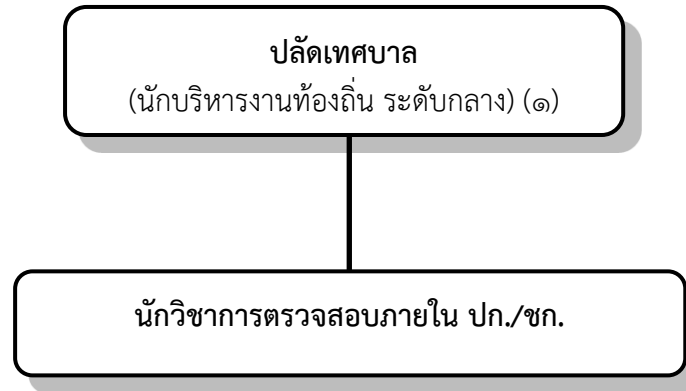 ปลัดเทศบาล
(นักบริหารงานท้องถิ่น ระดับกลาง) (๑)
นักวิชาการตรวจสอบภายใน ปก./ชก.